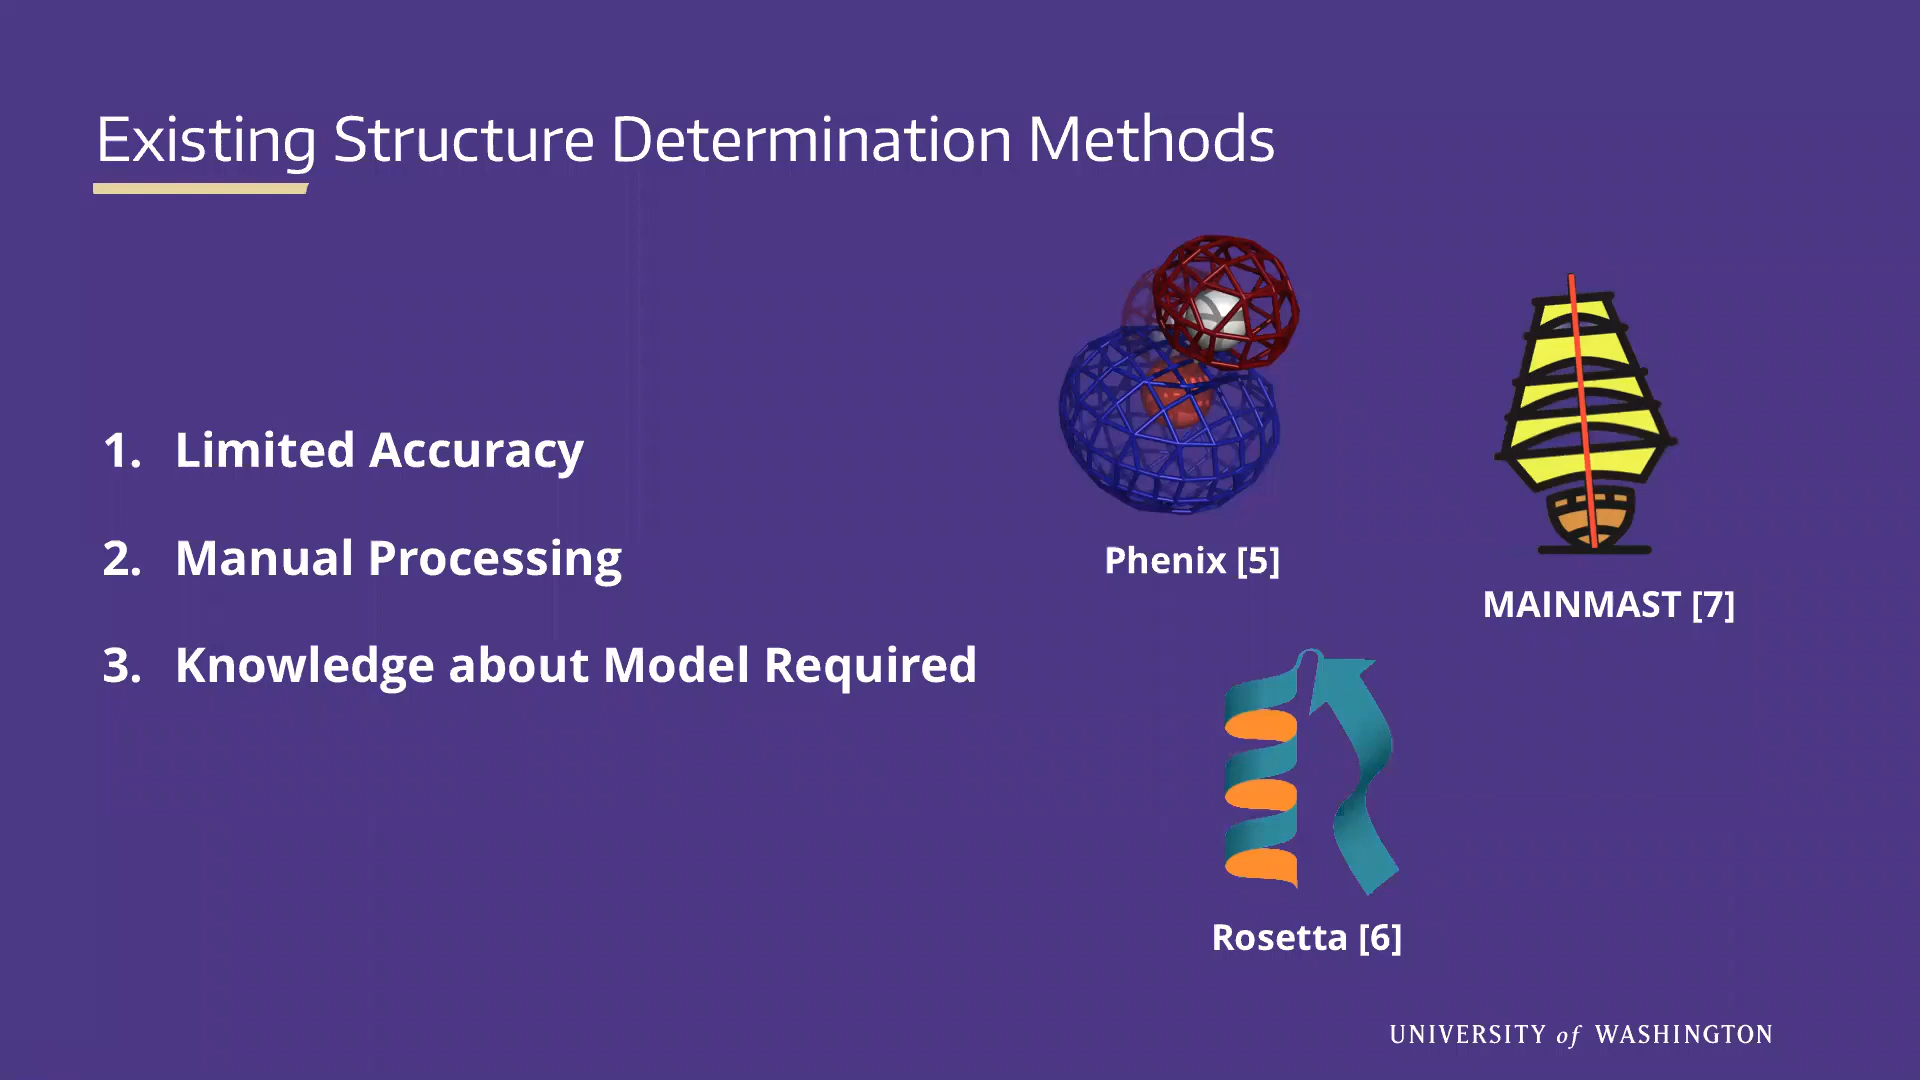 Existing Structure Determination Methods
1. Limited Accuracy
2. Manual Processing
3. Knowledge about Model Required
Phenix [5]
MAINMAST [7]
Rosetta [6]
UNIVERSITY of WASHINGTON